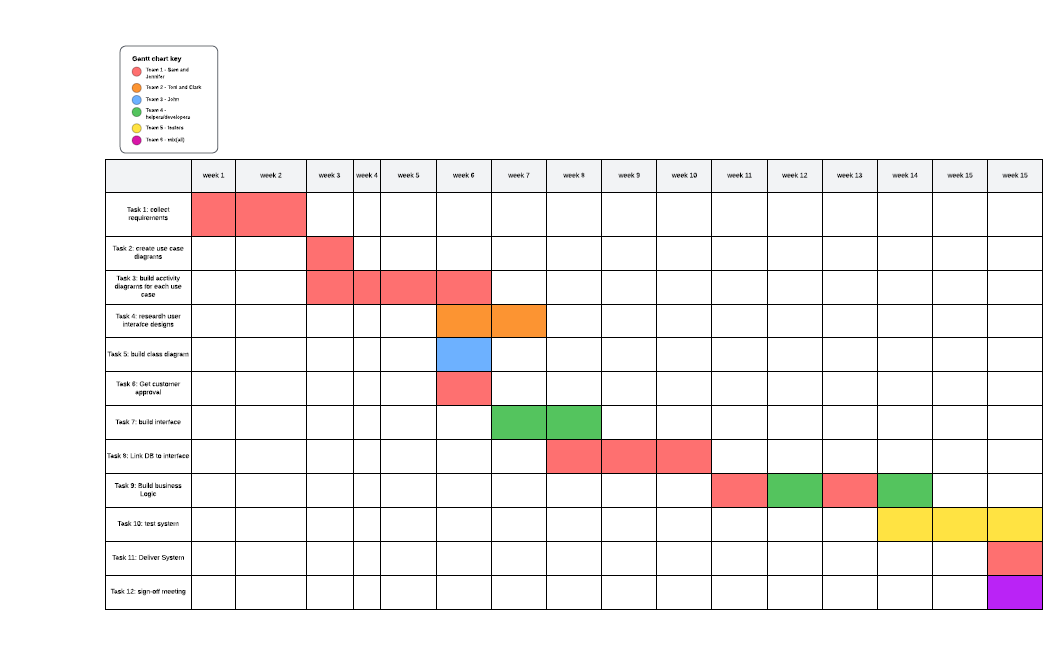 Gantt chart key
Team 1 - Sam and
Jennifer
Team 2 - Toni and Clark
Team 3 - John
Team 4 -
helpers/developers
Team 5 - testers
Team 6 - mix(all)
week 1 week 2 week 3 week 4 week 5 week 6 week 7 week 8 week 9 week 10 week 11 week 12 week 13 week 14 week 15 week 15
Task 1: collect
requirements
Task 2: create use case
diagrams
Task 3: build acctivity
diagrams for each use
case
Task 4: research user
interafce designs
Task 5: build class diagram
Task 6: Get customer
approval
Task 7: build interface
Task 8: Link DB to interface
Task 9: Build business
Logic
Task 10: test system
Task 11: Deliver System
Task 12: sign-off meeting